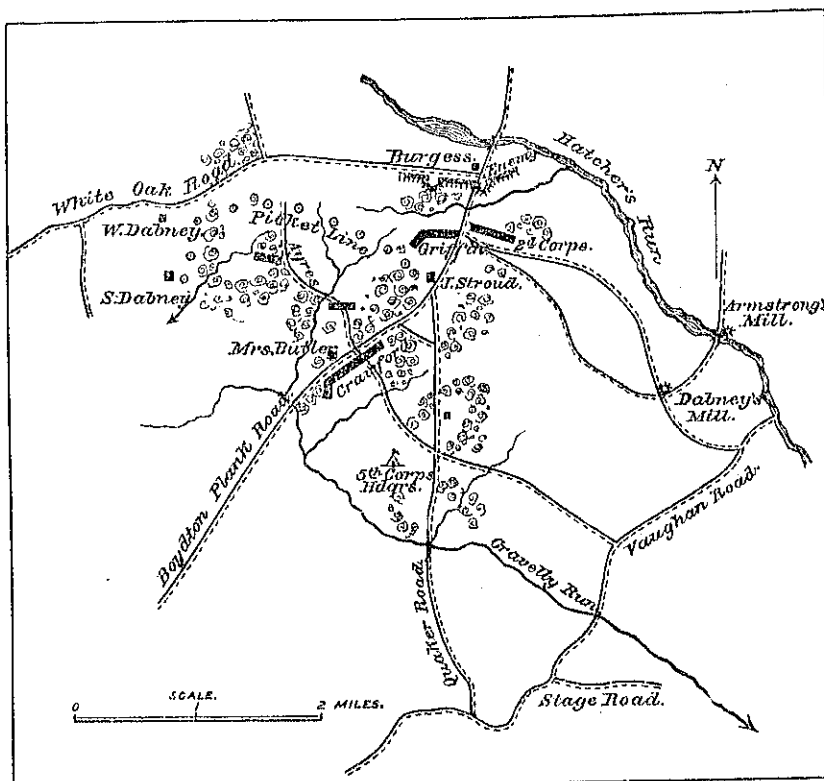 Burgess.
Enemy
Hatcher's Run
N
White Oak Road.
W. Dabney.
Picket Line
Griffin.
2d Corps.
Ayres
S. Dabney
J. Stroud.
Armstrong's
Mill.
Mrs. Butler
Crawford
Dabney's
Mill.
5th Corps
Hdqrs.
Boydton Plank Road.
Vaughan Road.
Gravelly Run
Quaker Road.
Stage Road.
SCALE.
0 2 MILES.